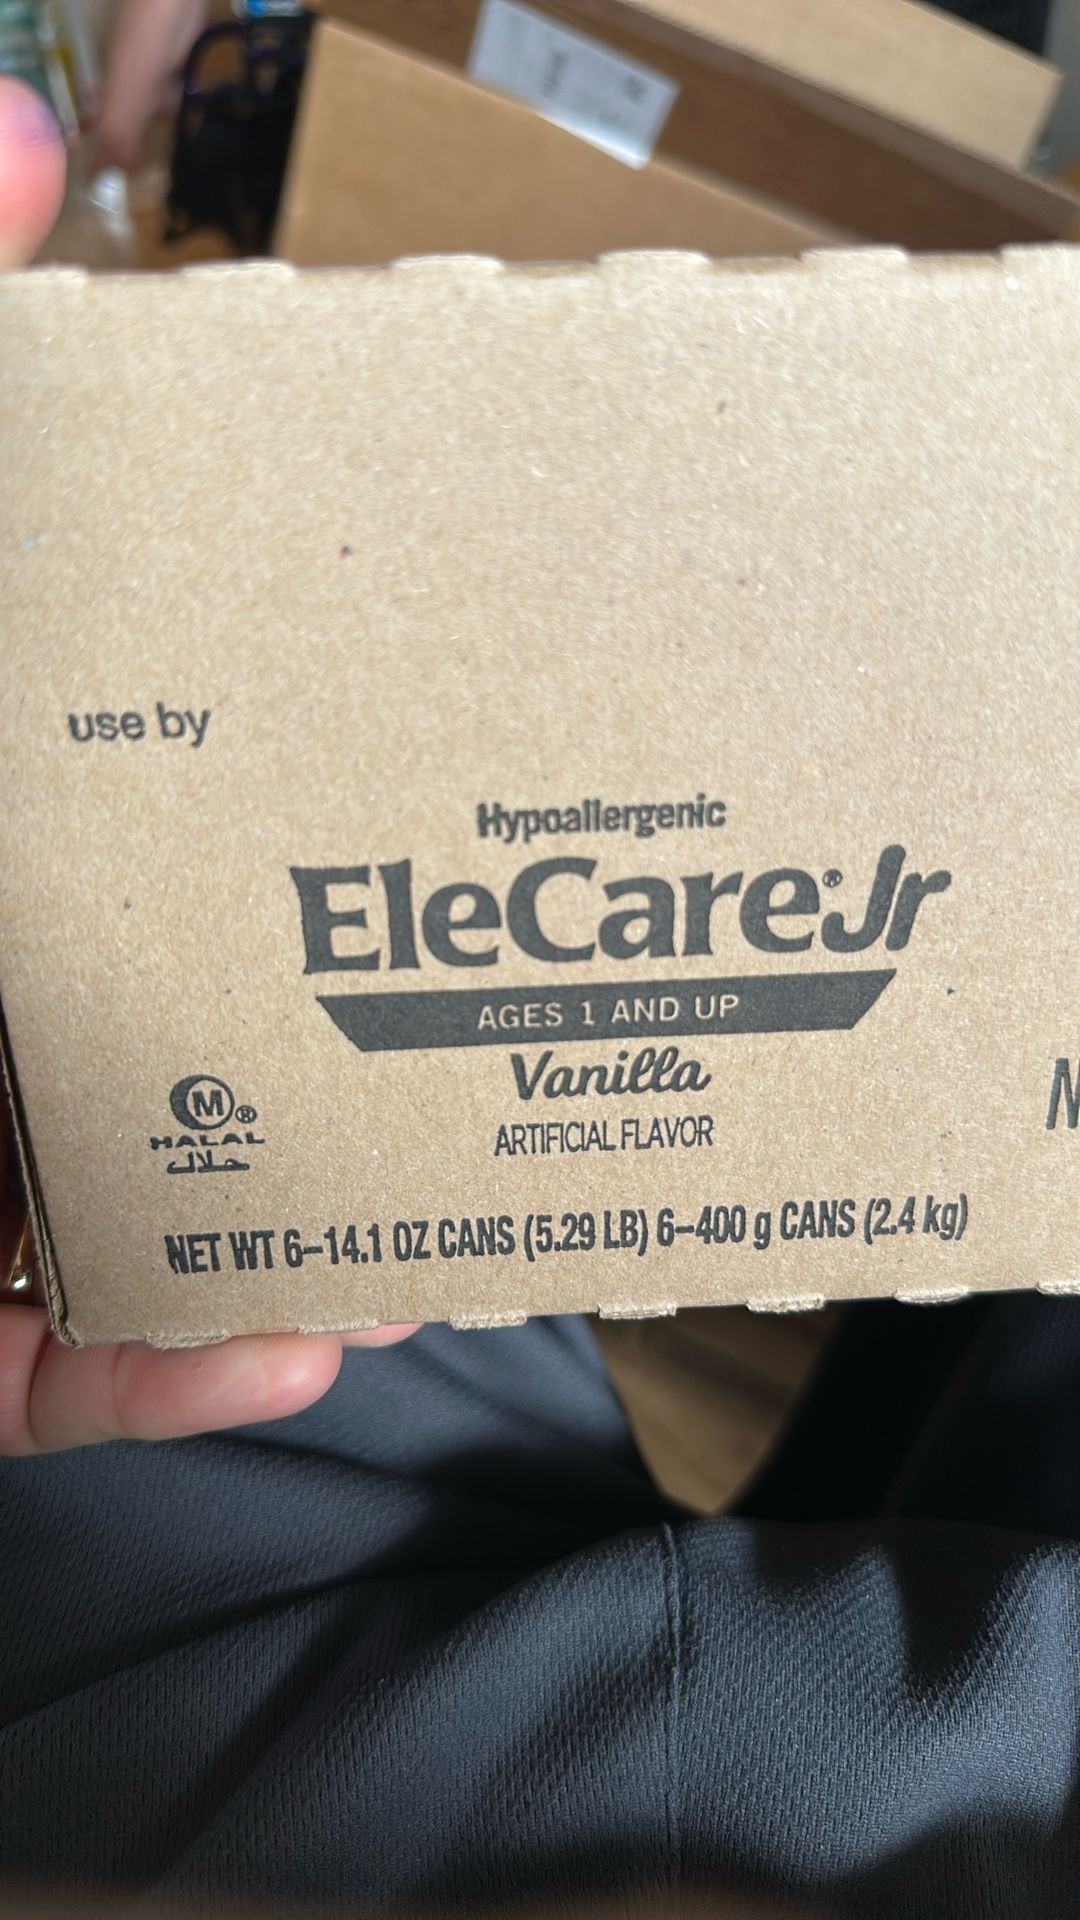 use by
Hypoallergenic
EleCare® Jr
AGES 1 AND UP
Vanilla
ARTIFICIAL FLAVOR
M®
HALAL
حلال
N
NET WT 6–14.1 OZ CANS (5.29 LB) 6–400 g CANS (2.4 kg)